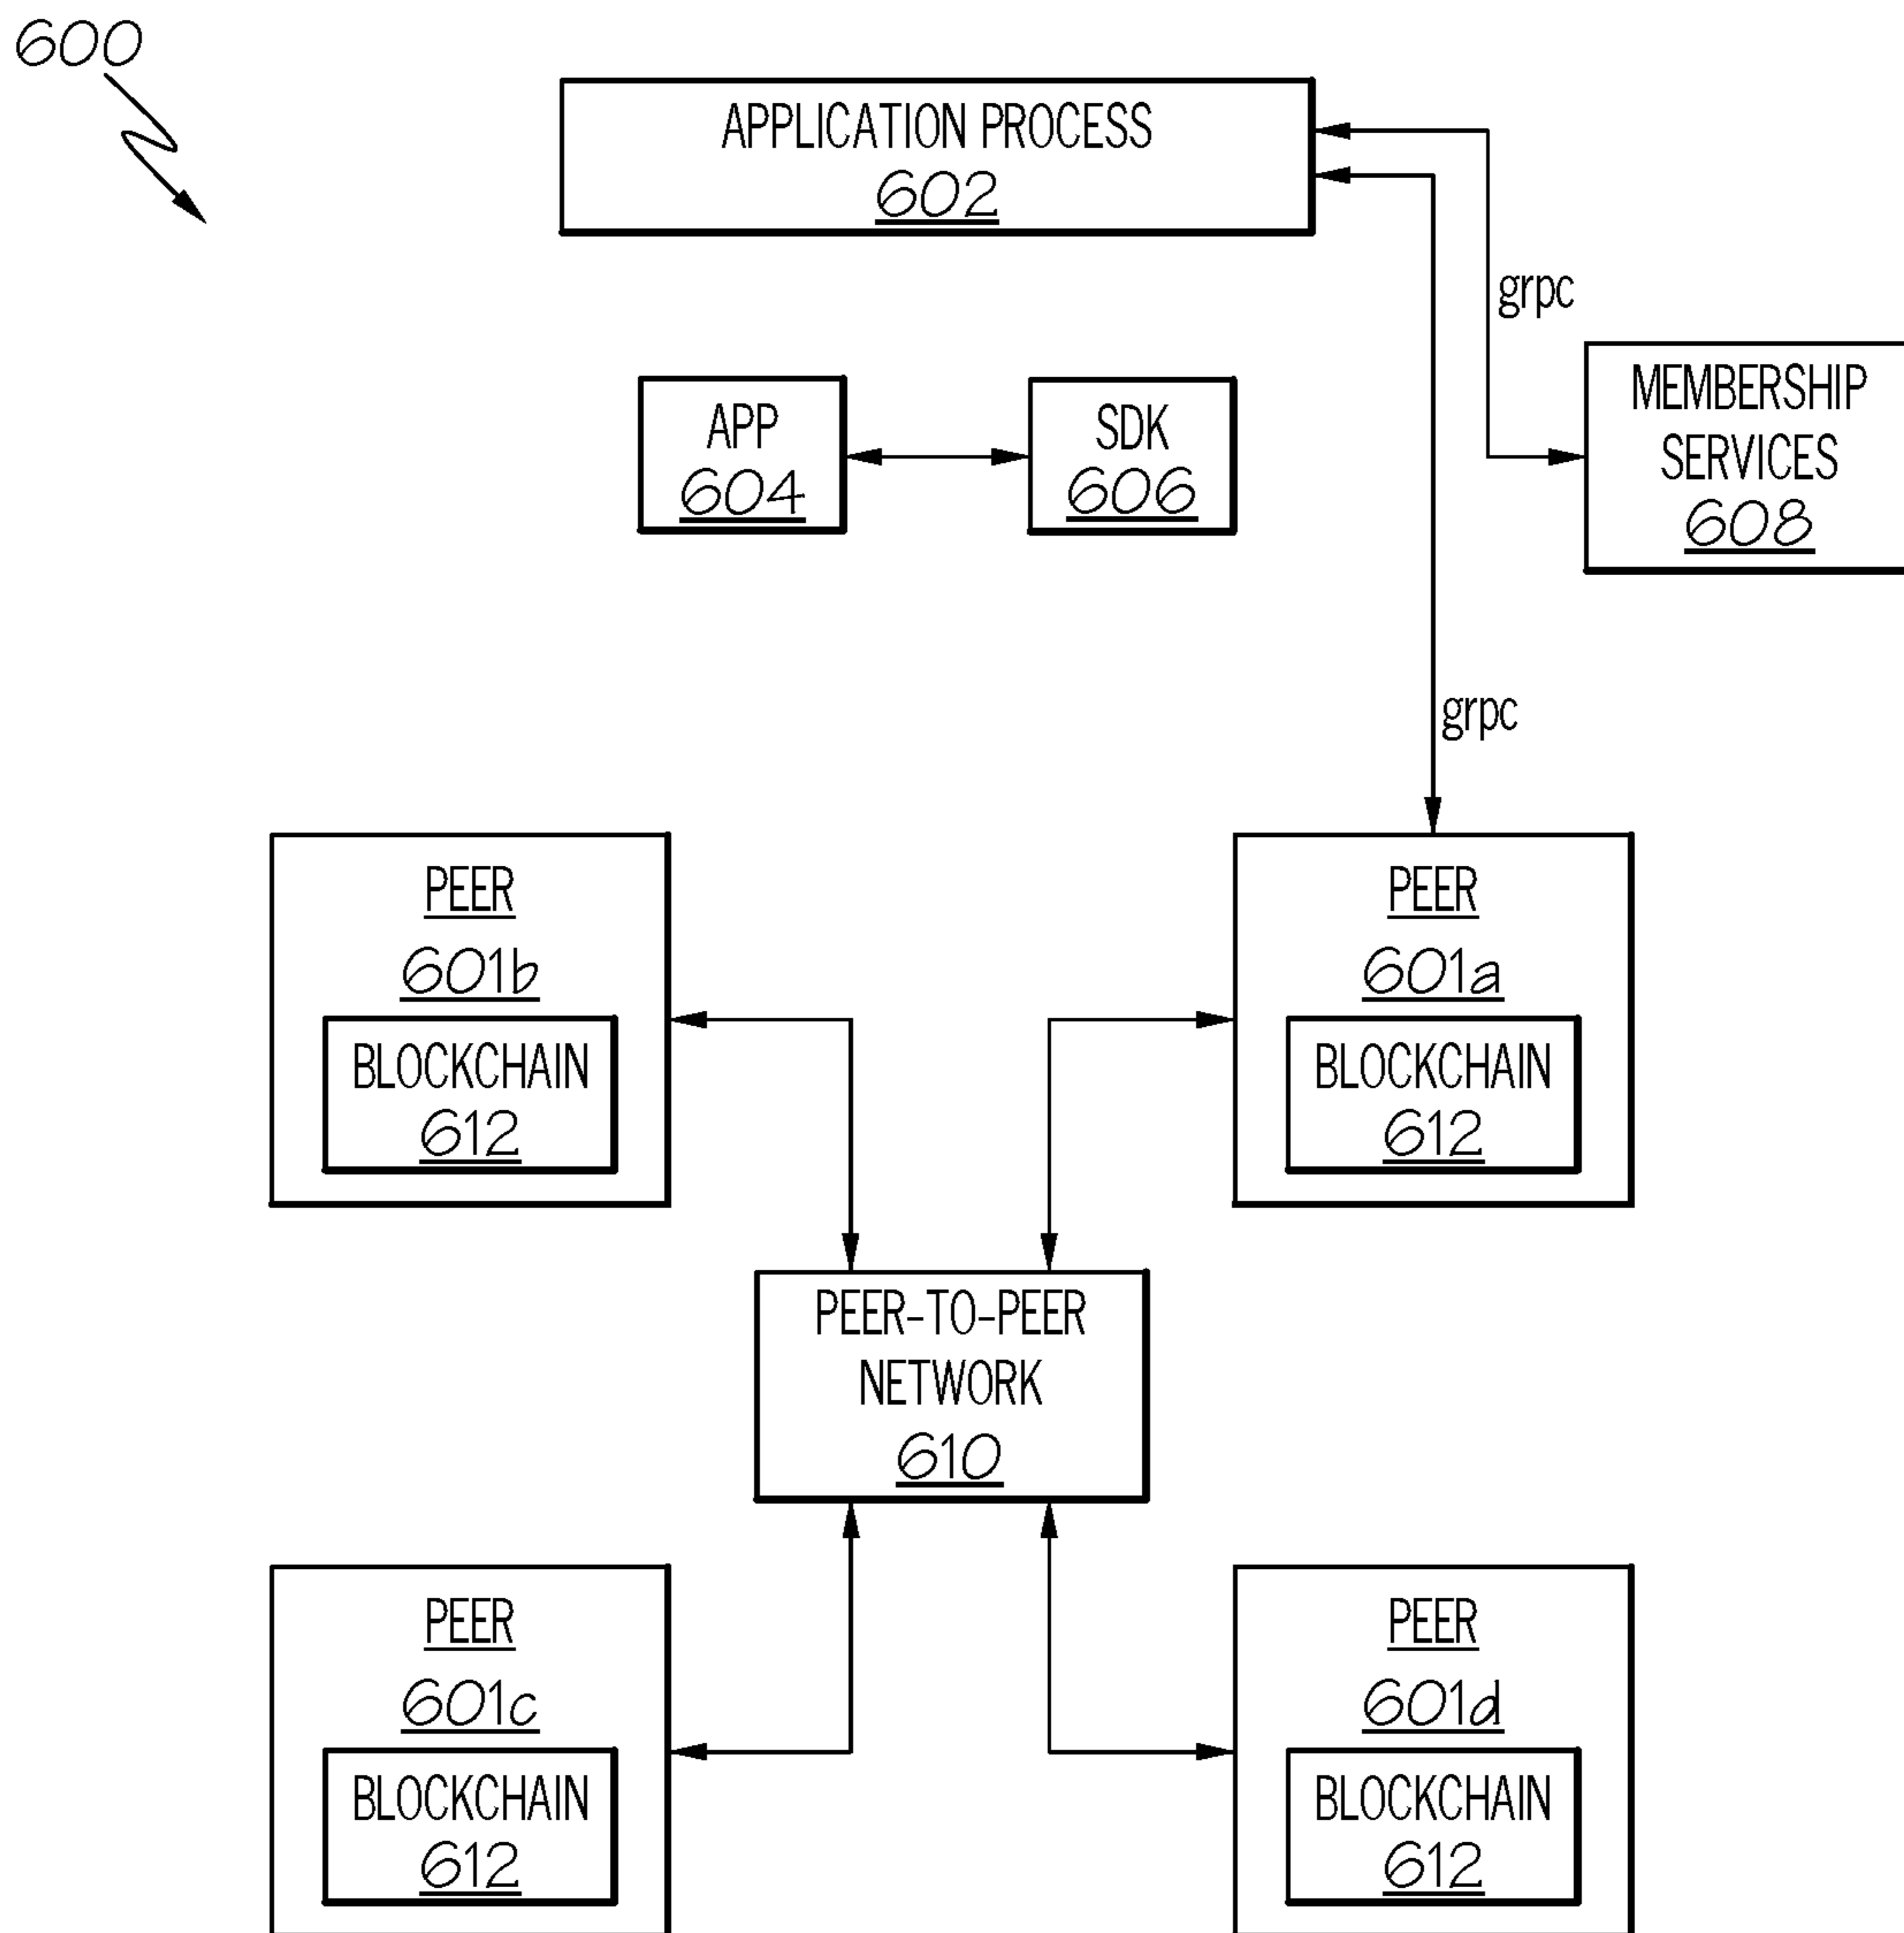 600
APPLICATION PROCESS
602
grpc
APP
604
SDK
606
MEMBERSHIP
SERVICES
608
grpc
PEER
601b
BLOCKCHAIN
612
PEER
601a
BLOCKCHAIN
612
PEER-TO-PEER
NETWORK
610
PEER
601c
BLOCKCHAIN
612
PEER
601d
BLOCKCHAIN
612